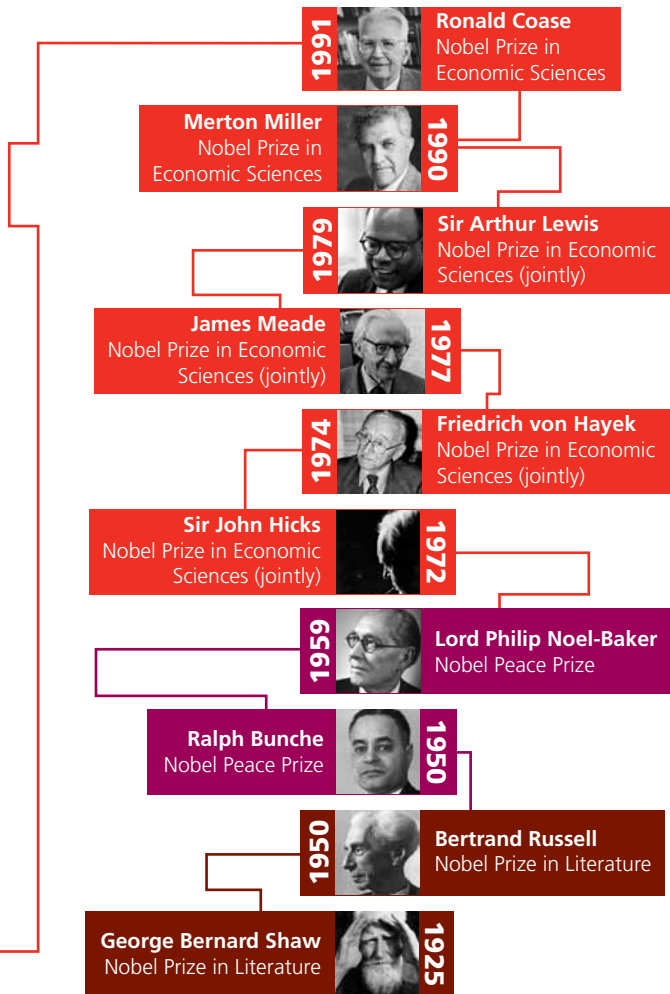 1991
Ronald Coase
Nobel Prize in
Economic Sciences
Merton Miller
Nobel Prize in
Economic Sciences
1990
1979
Sir Arthur Lewis
Nobel Prize in Economic
Sciences (jointly)
James Meade
Nobel Prize in Economic
Sciences (jointly)
1977
1974
Friedrich von Hayek
Nobel Prize in Economic
Sciences (jointly)
Sir John Hicks
Nobel Prize in Economic
Sciences (jointly)
1972
1959
Lord Philip Noel-Baker
Nobel Peace Prize
Ralph Bunche
Nobel Peace Prize
1950
1950
Bertrand Russell
Nobel Prize in Literature
George Bernard Shaw
Nobel Prize in Literature
1925